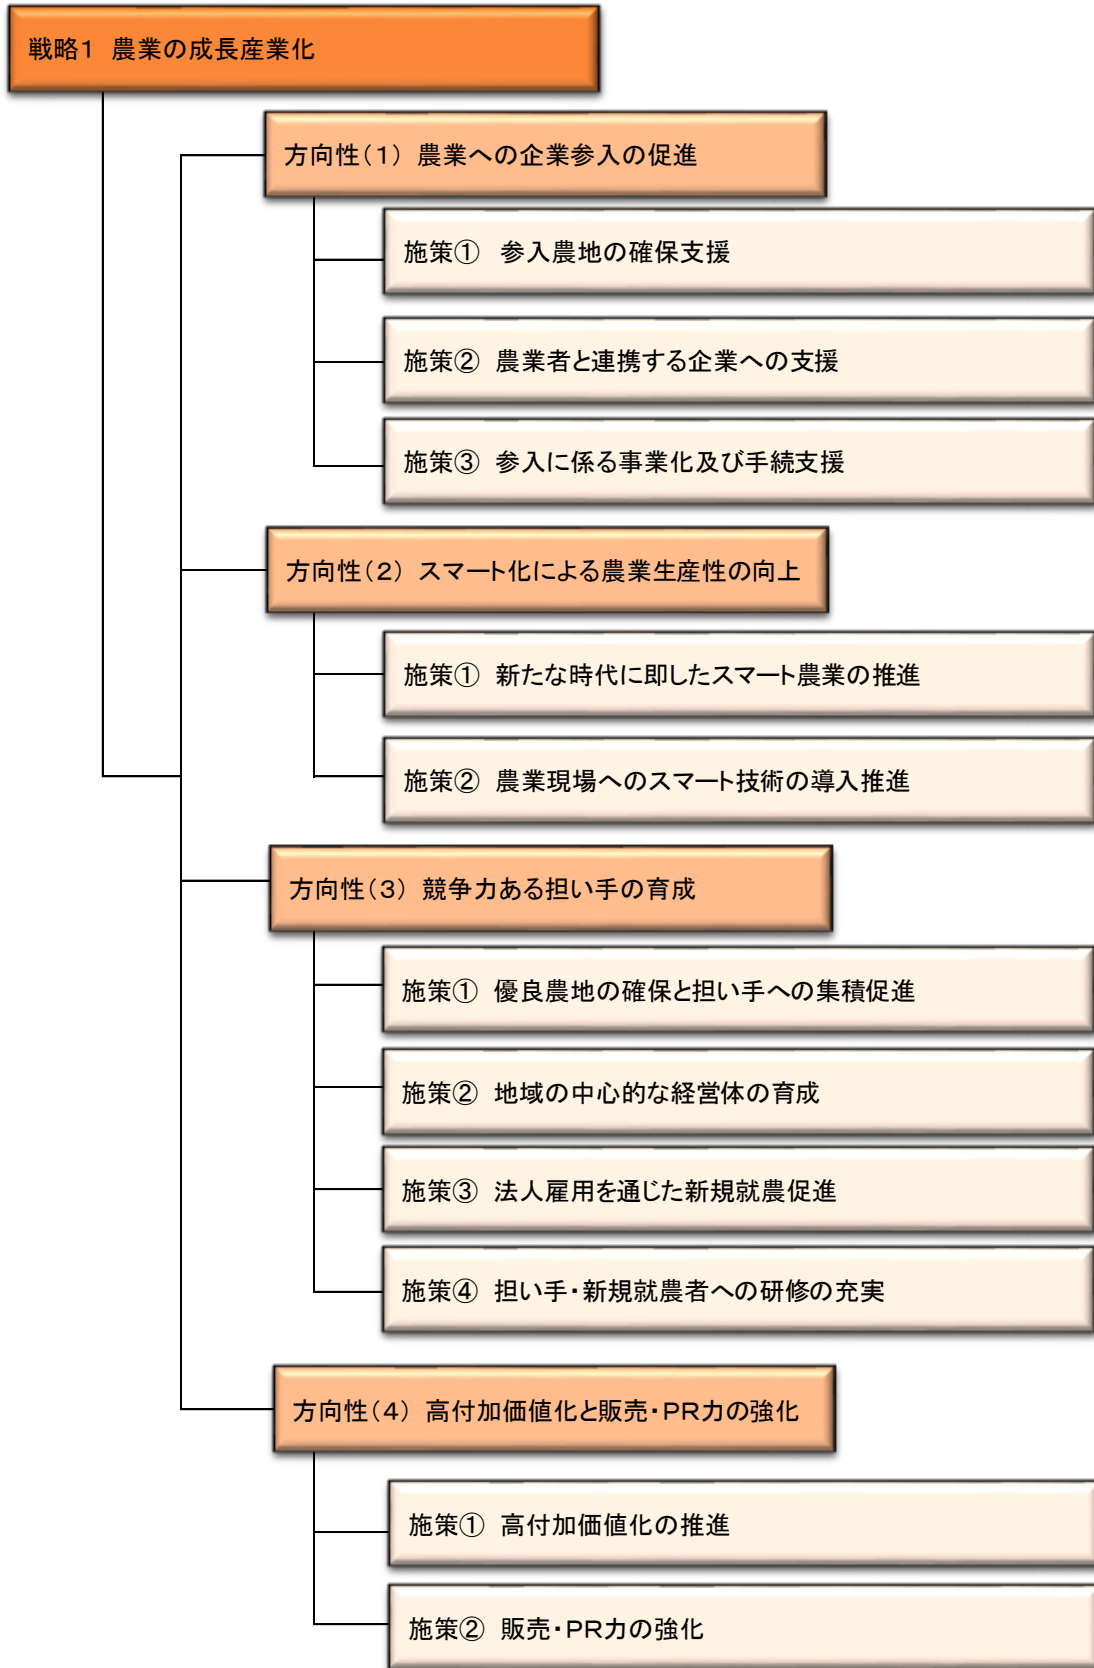 戦略1 農業の成長産業化
方向性(1) 農業への企業参入の促進
施策① 参入農地の確保支援
施策② 農業者と連携する企業への支援
施策③ 参入に係る事業化及び手続支援
方向性(2) スマート化による農業生産性の向上
施策① 新たな時代に即したスマート農業の推進
施策② 農業現場へのスマート技術の導入推進
方向性(3) 競争力ある担い手の育成
施策① 優良農地の確保と担い手への集積促進
施策② 地域の中心的な経営体の育成
施策③ 法人雇用を通じた新規就農促進
施策④ 担い手・新規就農者への研修の充実
方向性(4) 高付加価値化と販売・PR力の強化
施策① 高付加価値化の推進
施策② 販売・PR力の強化